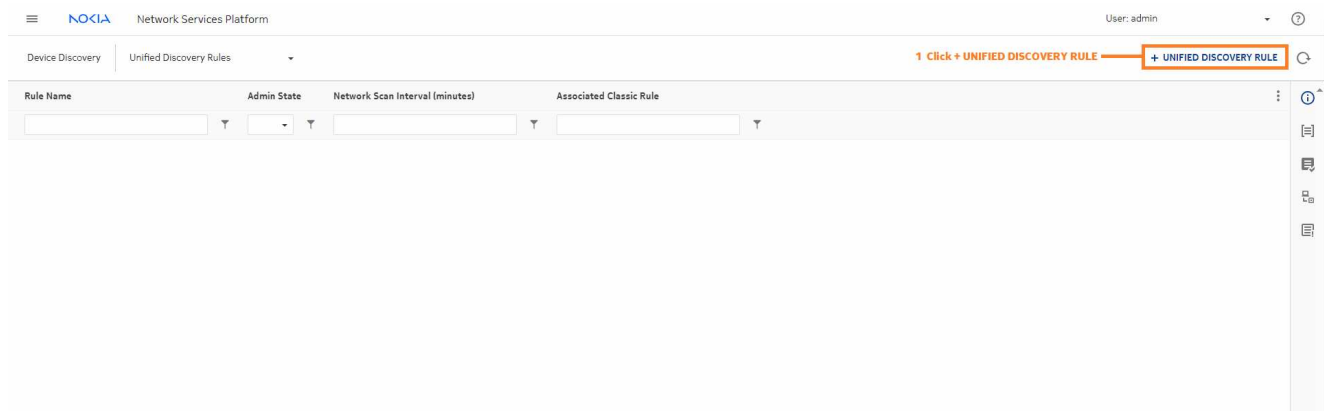 NOKIA Network Services Platform User: admin
Device Discovery Unified Discovery Rules 1 Click + UNIFIED DISCOVERY RULE + UNIFIED DISCOVERY RULE
Rule Name Admin State Network Scan Interval (minutes) Associated Classic Rule